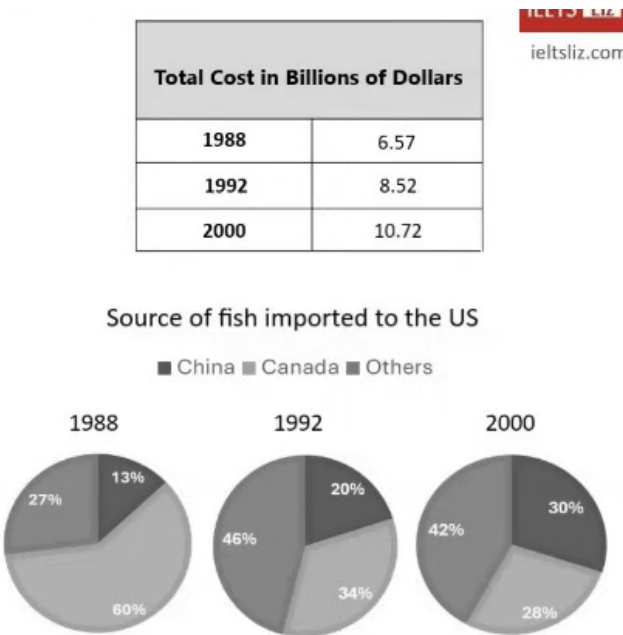 IELTS LIZ
ieltsliz.com
Total Cost in Billions of Dollars
1988 6.57
1992 8.52
2000 10.72
Source of fish imported to the US
China Canada Others
1988 1992 2000
13% 27% 60%
20% 46% 34%
30% 42% 28%